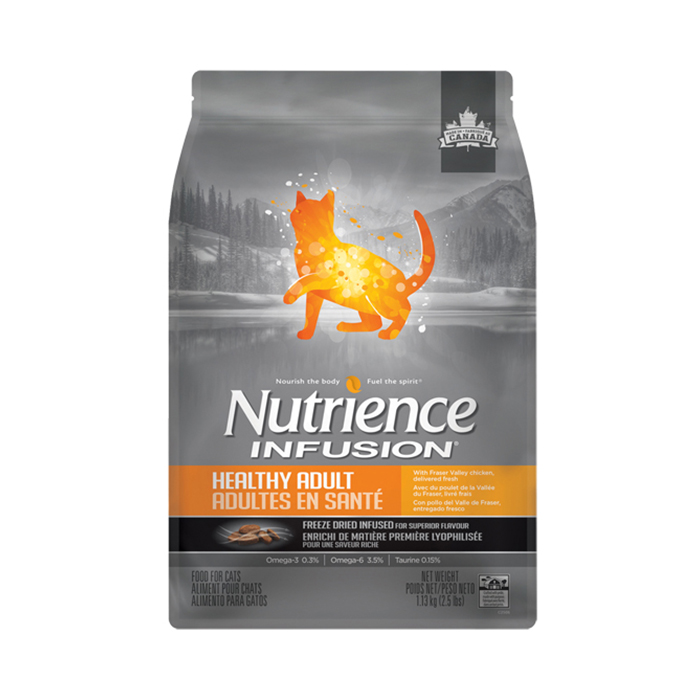 MADE IN • FABRIQUÉ AU
CANADA
Nourish the body Fuel the spirit®
Nutrience
INFUSION®
HEALTHY ADULT
ADULTES EN SANTÉ
With Fraser Valley chicken,
delivered fresh
Avec du poulet de la Vallée
du Fraser, livré frais
Con pollo del Valle de Fraser,
entregado fresco
FREEZE DRIED INFUSED FOR SUPERIOR FLAVOUR
ENRICHI DE MATIÈRE PREMIÈRE LYOPHILISÉE
POUR UNE SAVEUR RICHE
Omega-3 0.3% | Omega-6 3.5% | Taurine 0.15%
FOOD FOR CATS
ALIMENT POUR CHATS
ALIMENTO PARA GATOS
NET WEIGHT
POIDS NET/PESO NETO
1.13 kg (2.5 lbs)